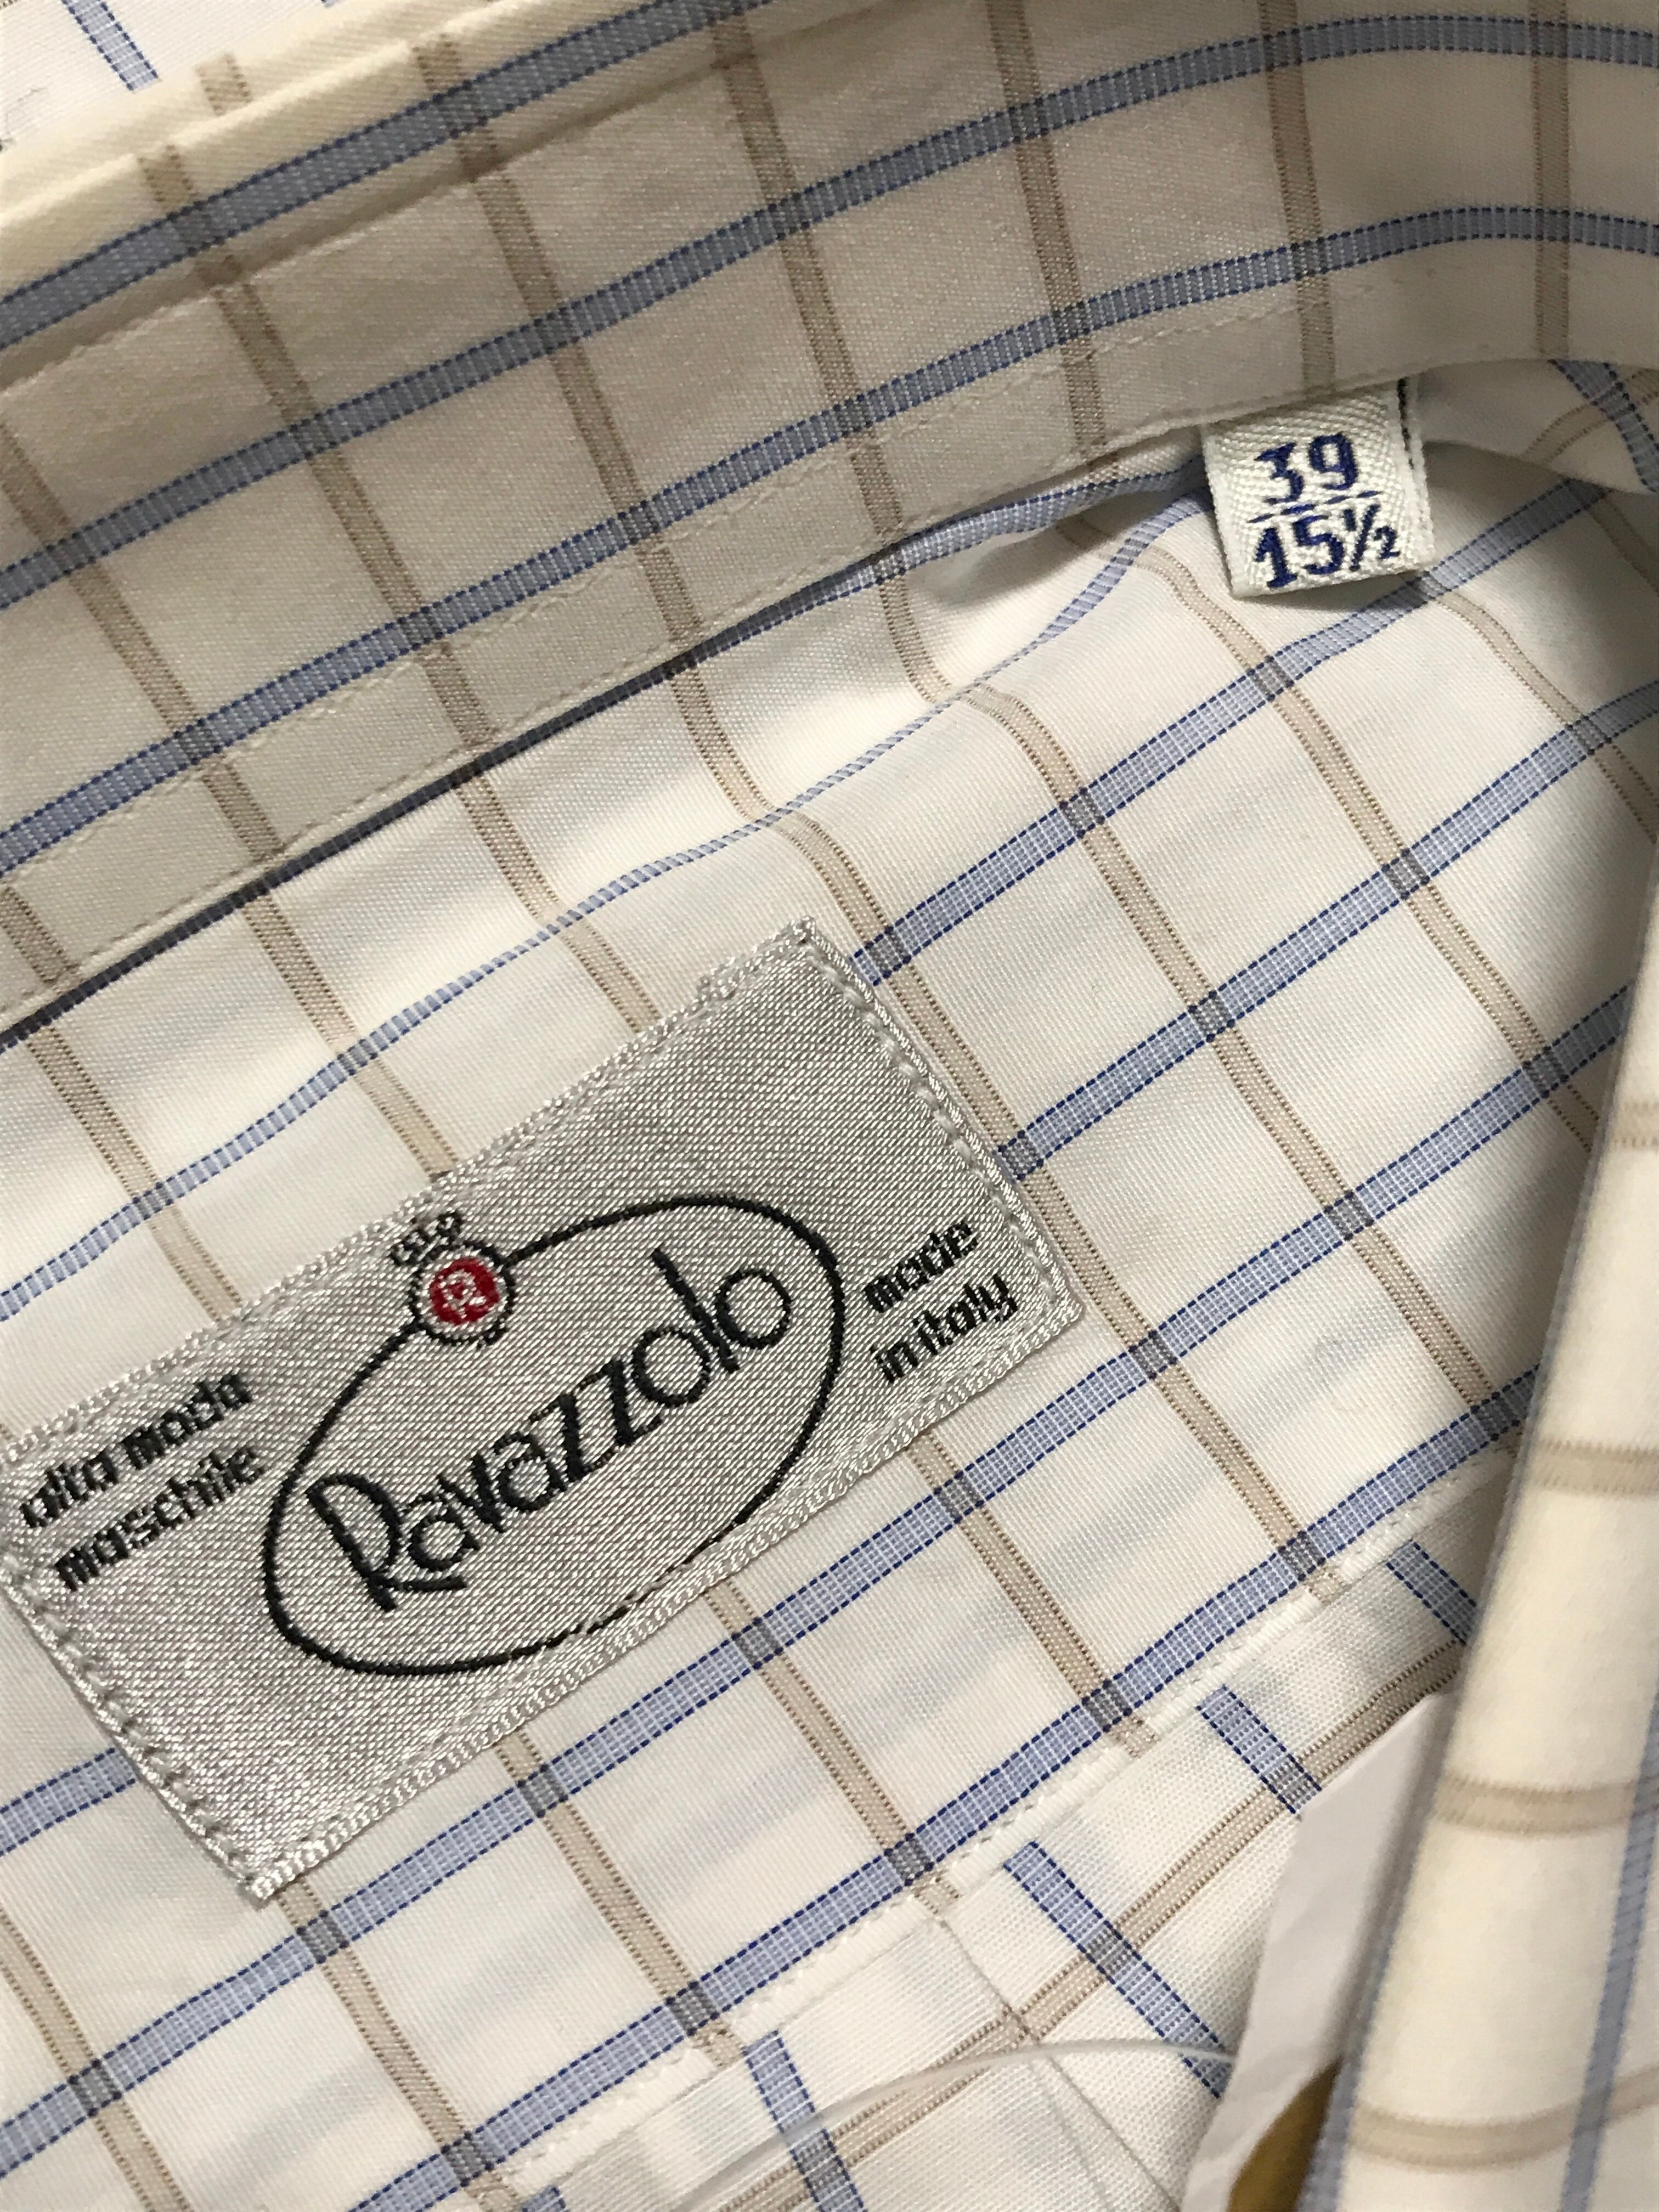 39
15½
alta moda
maschile
Ravazzolo
made
in italy